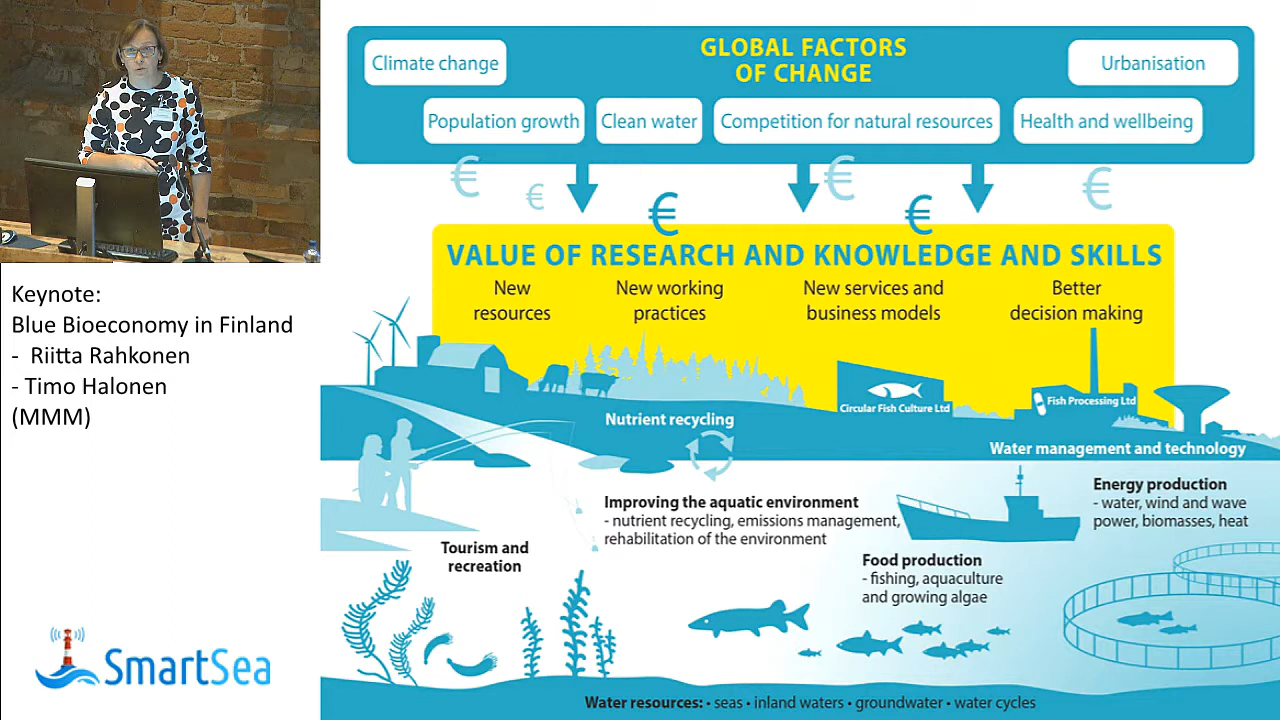 Keynote:
Blue Bioeconomy in Finland
- Riitta Rahkonen
- Timo Halonen
(MMM)
SmartSea
GLOBAL FACTORS
OF CHANGE
Climate change
Urbanisation
Population growth
Clean water
Competition for natural resources
Health and wellbeing
€ € € € € €
VALUE OF RESEARCH AND KNOWLEDGE AND SKILLS
New
resources
New working
practices
New services and
business models
Better
decision making
Circular Fish Culture Ltd
Fish Processing Ltd
Nutrient recycling
Water management and technology
Improving the aquatic environment
- nutrient recycling, emissions management,
rehabilitation of the environment
Energy production
- water, wind and wave
power, biomasses, heat
Tourism and
recreation
Food production
- fishing, aquaculture
and growing algae
Water resources: • seas • inland waters • groundwater • water cycles